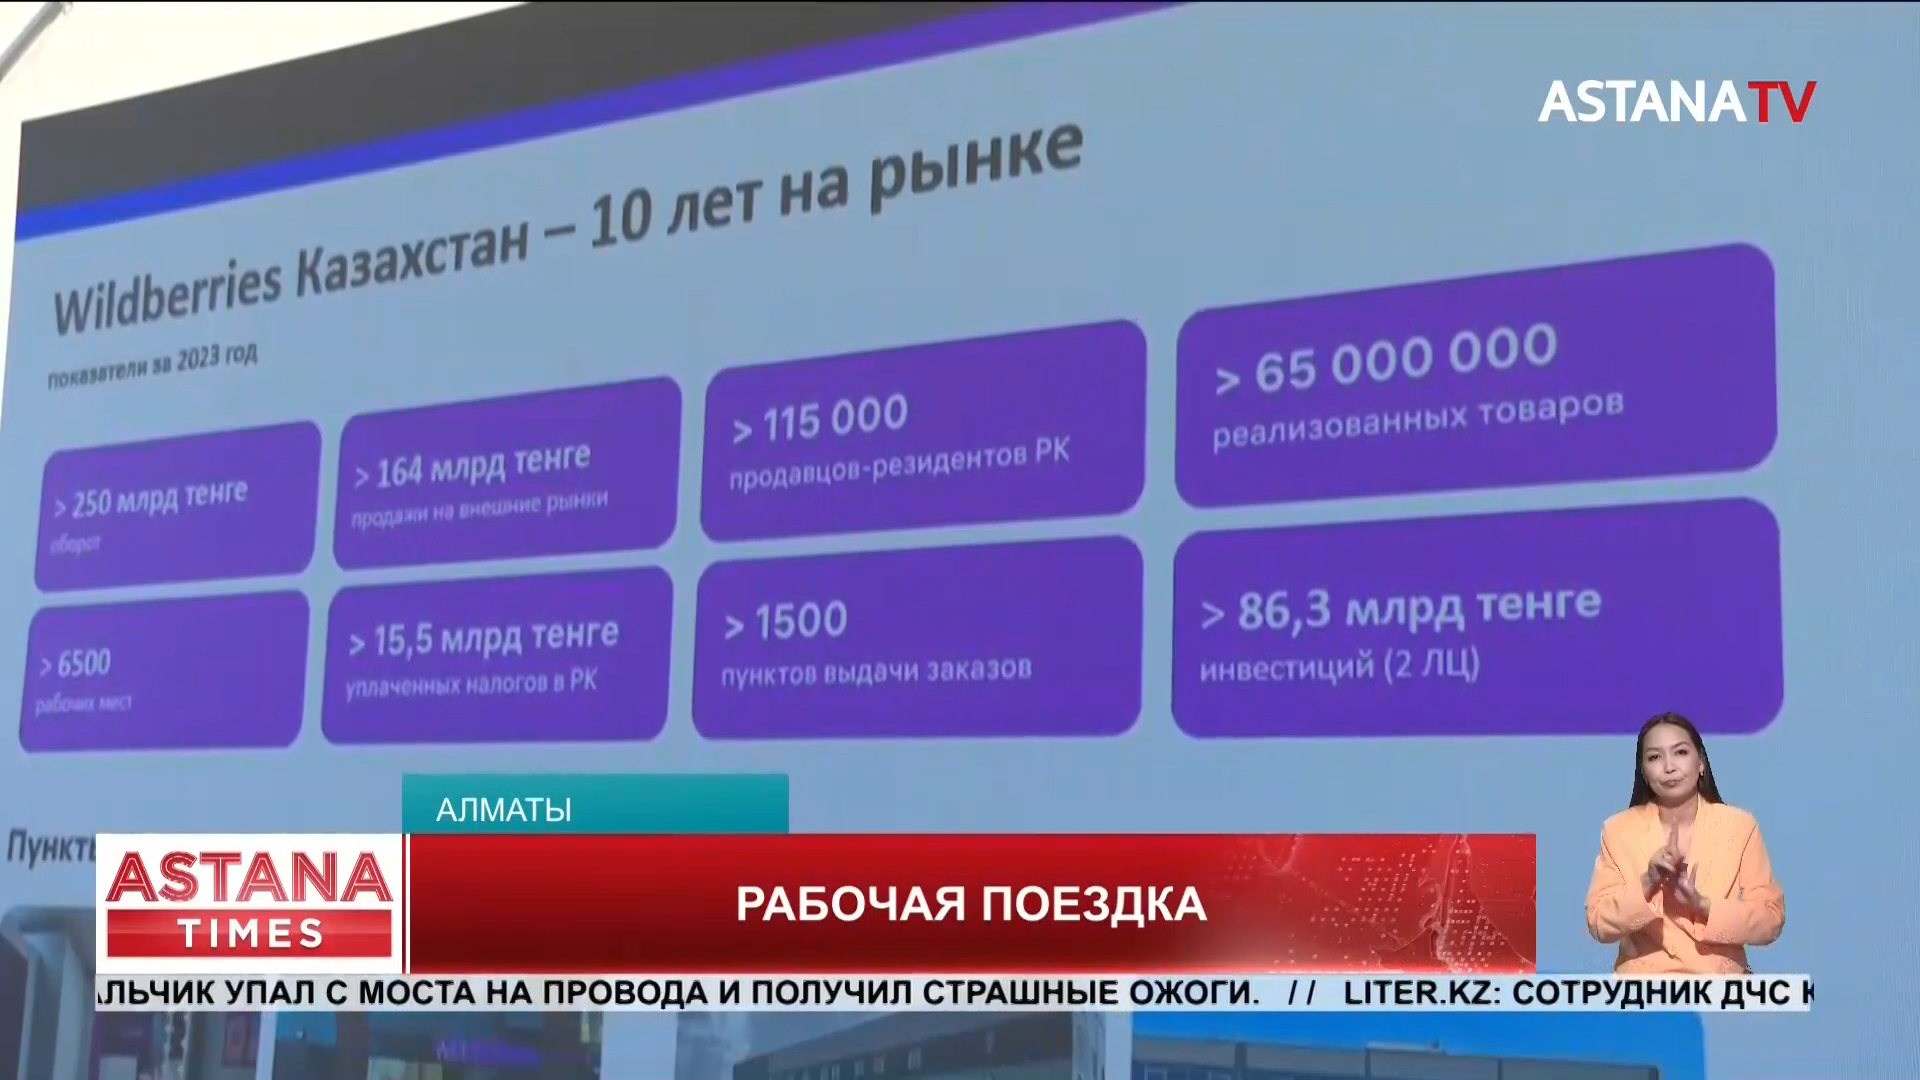 ASTANATV
Wildberries Казахстан – 10 лет на рынке
показатели за 2023 год
> 250 млрд тенге
оборот
> 164 млрд тенге
продажи на внешние рынки
> 115 000
продавцов-резидентов РК
> 65 000 000
реализованных товаров
> 6500
рабочих мест
> 15,5 млрд тенге
уплаченных налогов в РК
> 1500
пунктов выдачи заказов
> 86,3 млрд тенге
инвестиций (2 ЛЦ)
АЛМАТЫ
ASTANA
TIMES
РАБОЧАЯ ПОЕЗДКА
АЛЬЧИК УПАЛ С МОСТА НА ПРОВОДА И ПОЛУЧИЛ СТРАШНЫЕ ОЖОГИ. // LITER.KZ: СОТРУДНИК ДЧС К